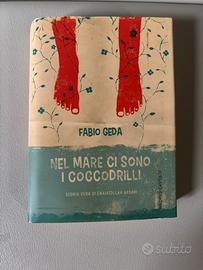 FABIO GEDA
NEL MARE CI SONO
I COCCODRILLI
STORIA VERA DI ENAIATOLLAH AKBARI
subito